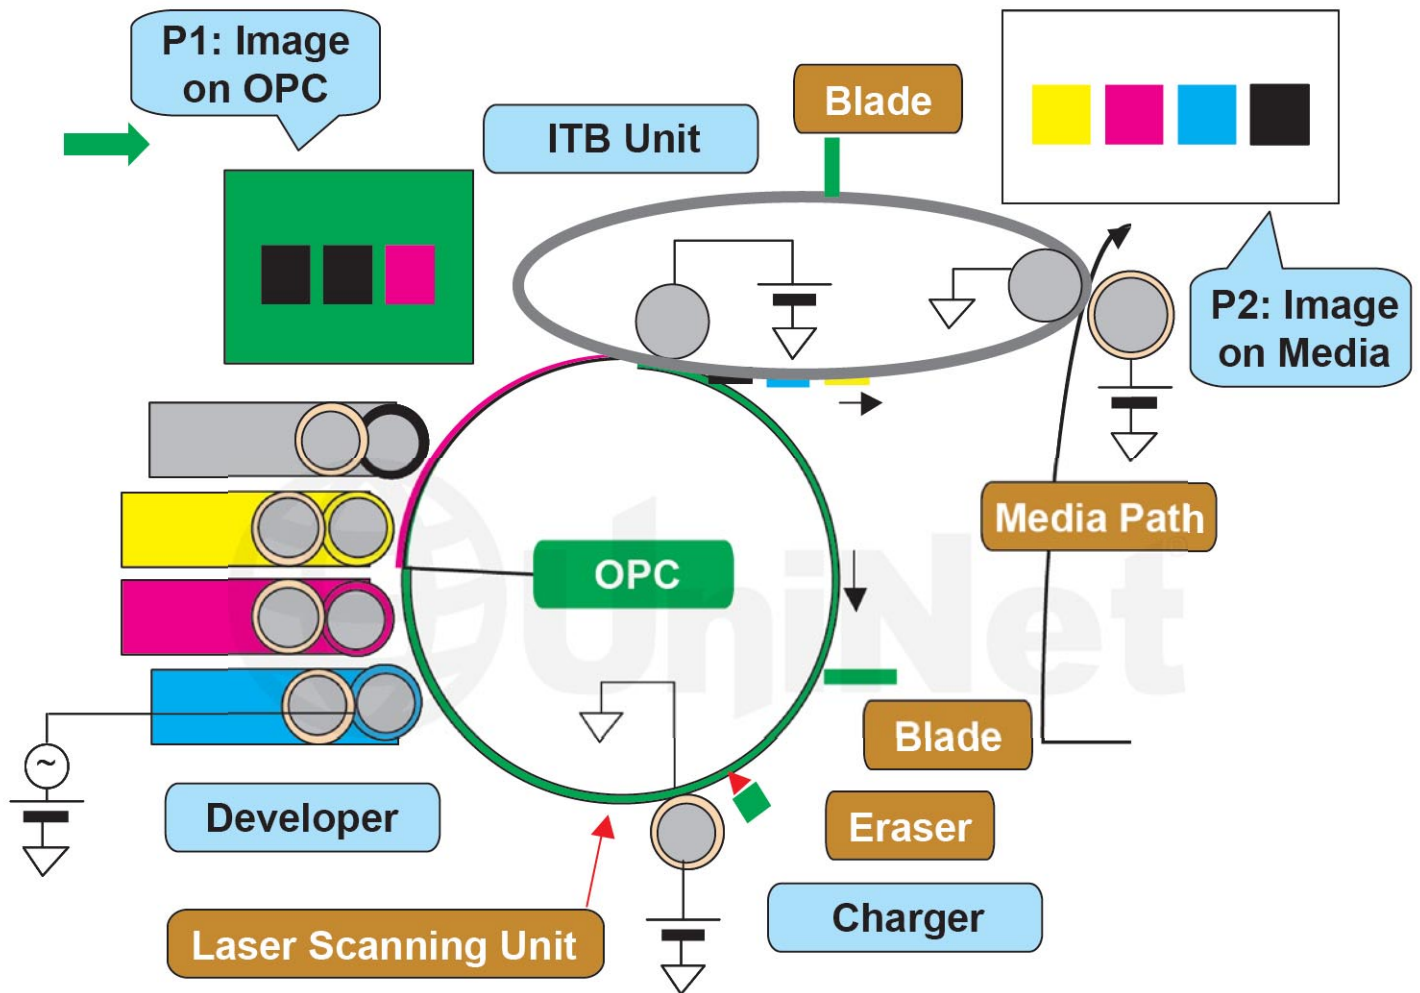 P1: Image
on OPC
ITB Unit
Blade
P2: Image
on Media
Media Path
OPC
UniNet
Blade
Developer
Eraser
Charger
Laser Scanning Unit
~